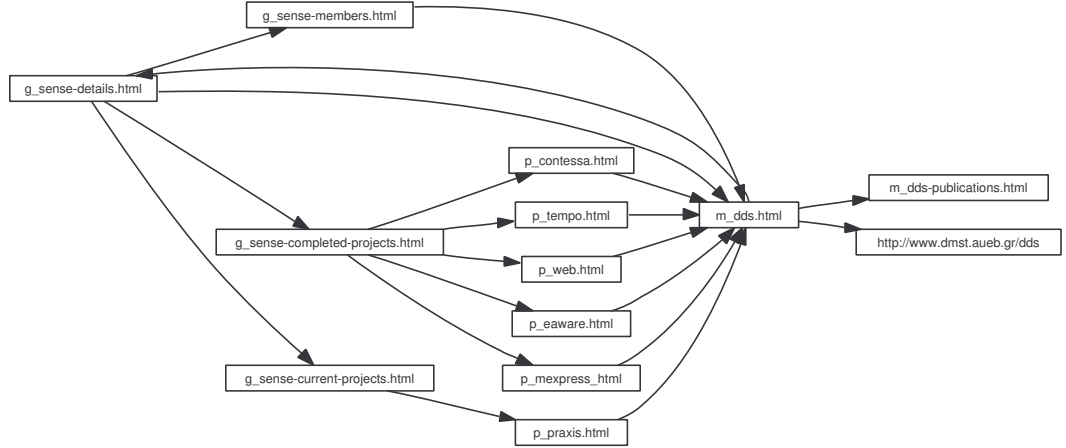 g_sense-members.html
g_sense-details.html
p_contessa.html
m_dds-publications.html
p_tempo.html
m_dds.html
g_sense-completed-projects.html
http://www.dmst.aueb.gr/dds
p_web.html
p_eaware.html
g_sense-current-projects.html
p_mexpress_html
p_praxis.html